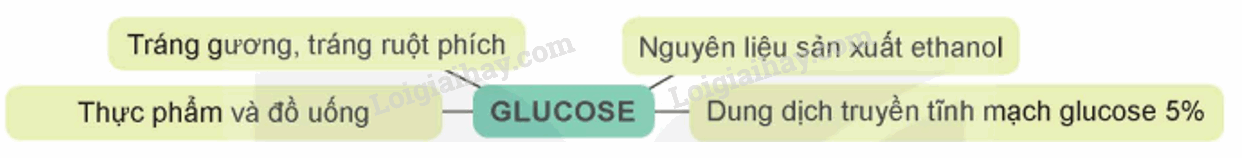 Tráng gương, tráng ruột phích
Nguyên liệu sản xuất ethanol
Thực phẩm và đồ uống
GLUCOSE
Dung dịch truyền tĩnh mạch glucose 5%
Loigiaihay.com
Loigiaihay.com